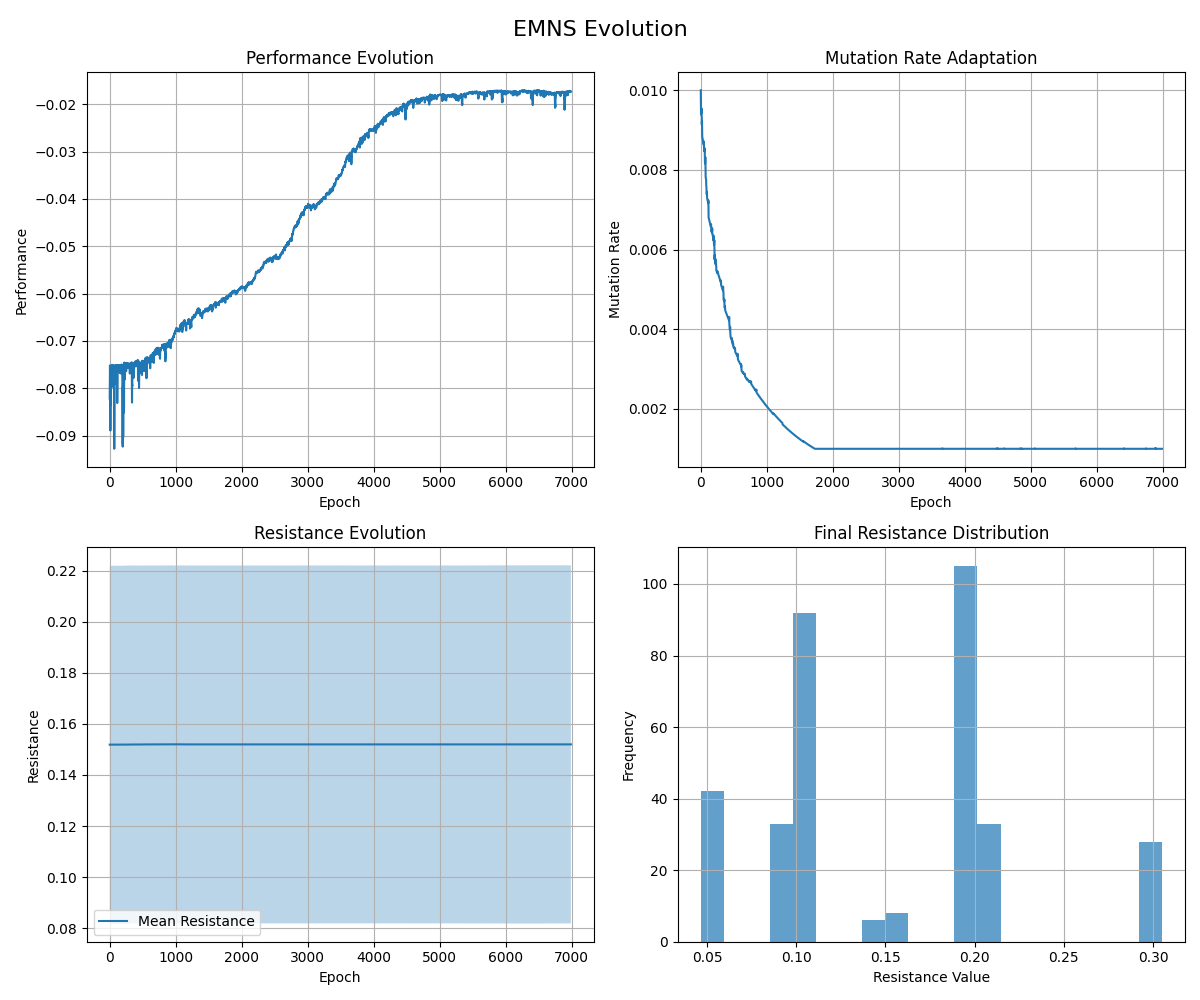 EMNS Evolution
Performance Evolution
Performance
−0.02
−0.03
−0.04
−0.05
−0.06
−0.07
−0.08
−0.09
0 1000 2000 3000 4000 5000 6000 7000
Epoch
Mutation Rate Adaptation
Mutation Rate
0.010
0.008
0.006
0.004
0.002
0 1000 2000 3000 4000 5000 6000 7000
Epoch
Resistance Evolution
Resistance
0.22
0.20
0.18
0.16
0.14
0.12
0.10
0.08
Mean Resistance
0 1000 2000 3000 4000 5000 6000 7000
Epoch
Final Resistance Distribution
Frequency
100
80
60
40
20
0
0.05 0.10 0.15 0.20 0.25 0.30
Resistance Value